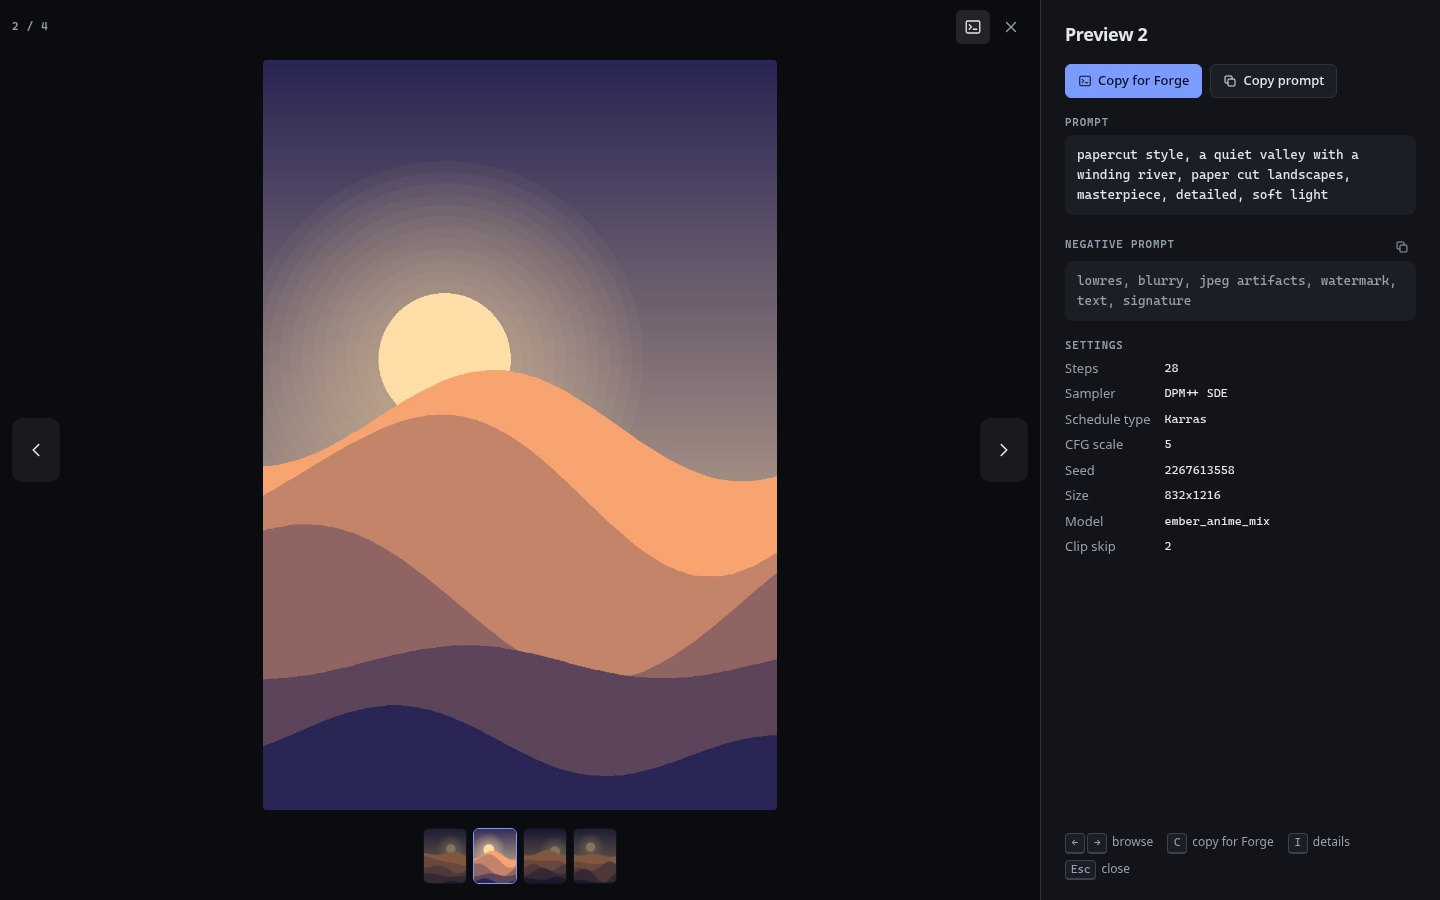 2 / 4
Preview 2
Copy for Forge
Copy prompt
PROMPT
papercut style, a quiet valley with a
winding river, paper cut landscapes,
masterpiece, detailed, soft light
NEGATIVE PROMPT
lowres, blurry, jpeg artifacts, watermark,
text, signature
SETTINGS
Steps 28
Sampler DPM++ SDE
Schedule type Karras
CFG scale 5
Seed 2267613558
Size 832x1216
Model ember_anime_mix
Clip skip 2
← → browse C copy for Forge I details
Esc close